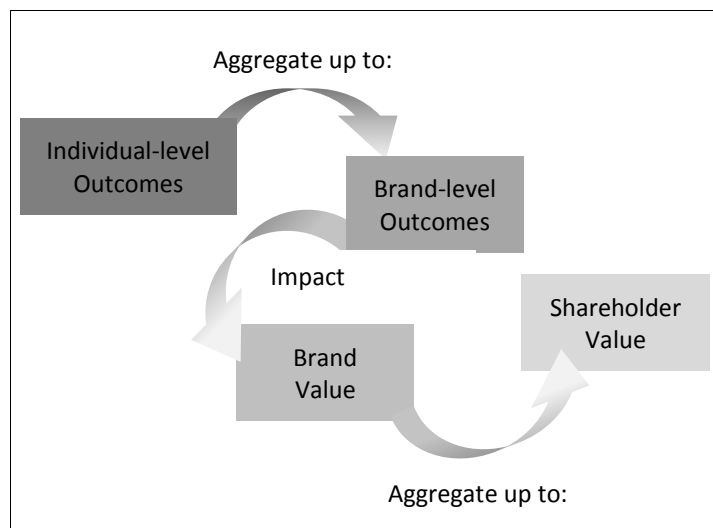 Aggregate up to:
Individual-level
Outcomes
Brand-level
Outcomes
Impact
Shareholder
Value
Brand
Value
Aggregate up to: